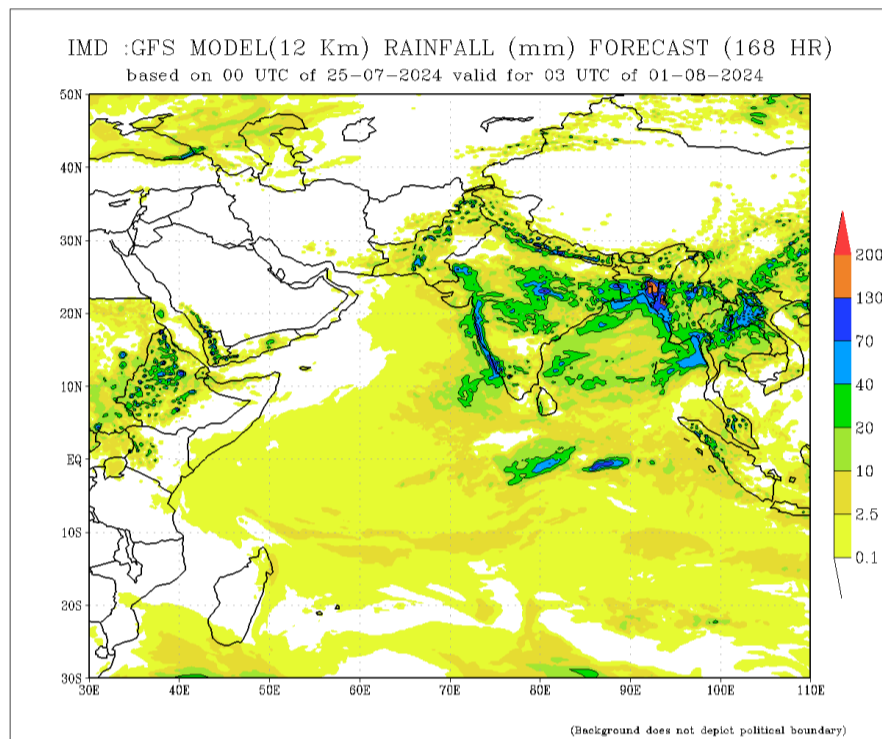 IMD :GFS MODEL(12 Km) RAINFALL (mm) FORECAST (168 HR)
based on 00 UTC of 25-07-2024 valid for 03 UTC of 01-08-2024
50N
40N
30N
20N
10N
EQ
10S
20S
30S
30E 40E 50E 60E 70E 80E 90E 100E 110E
200
130
70
40
20
10
2.5
0.1
(Background does not depict political boundary)